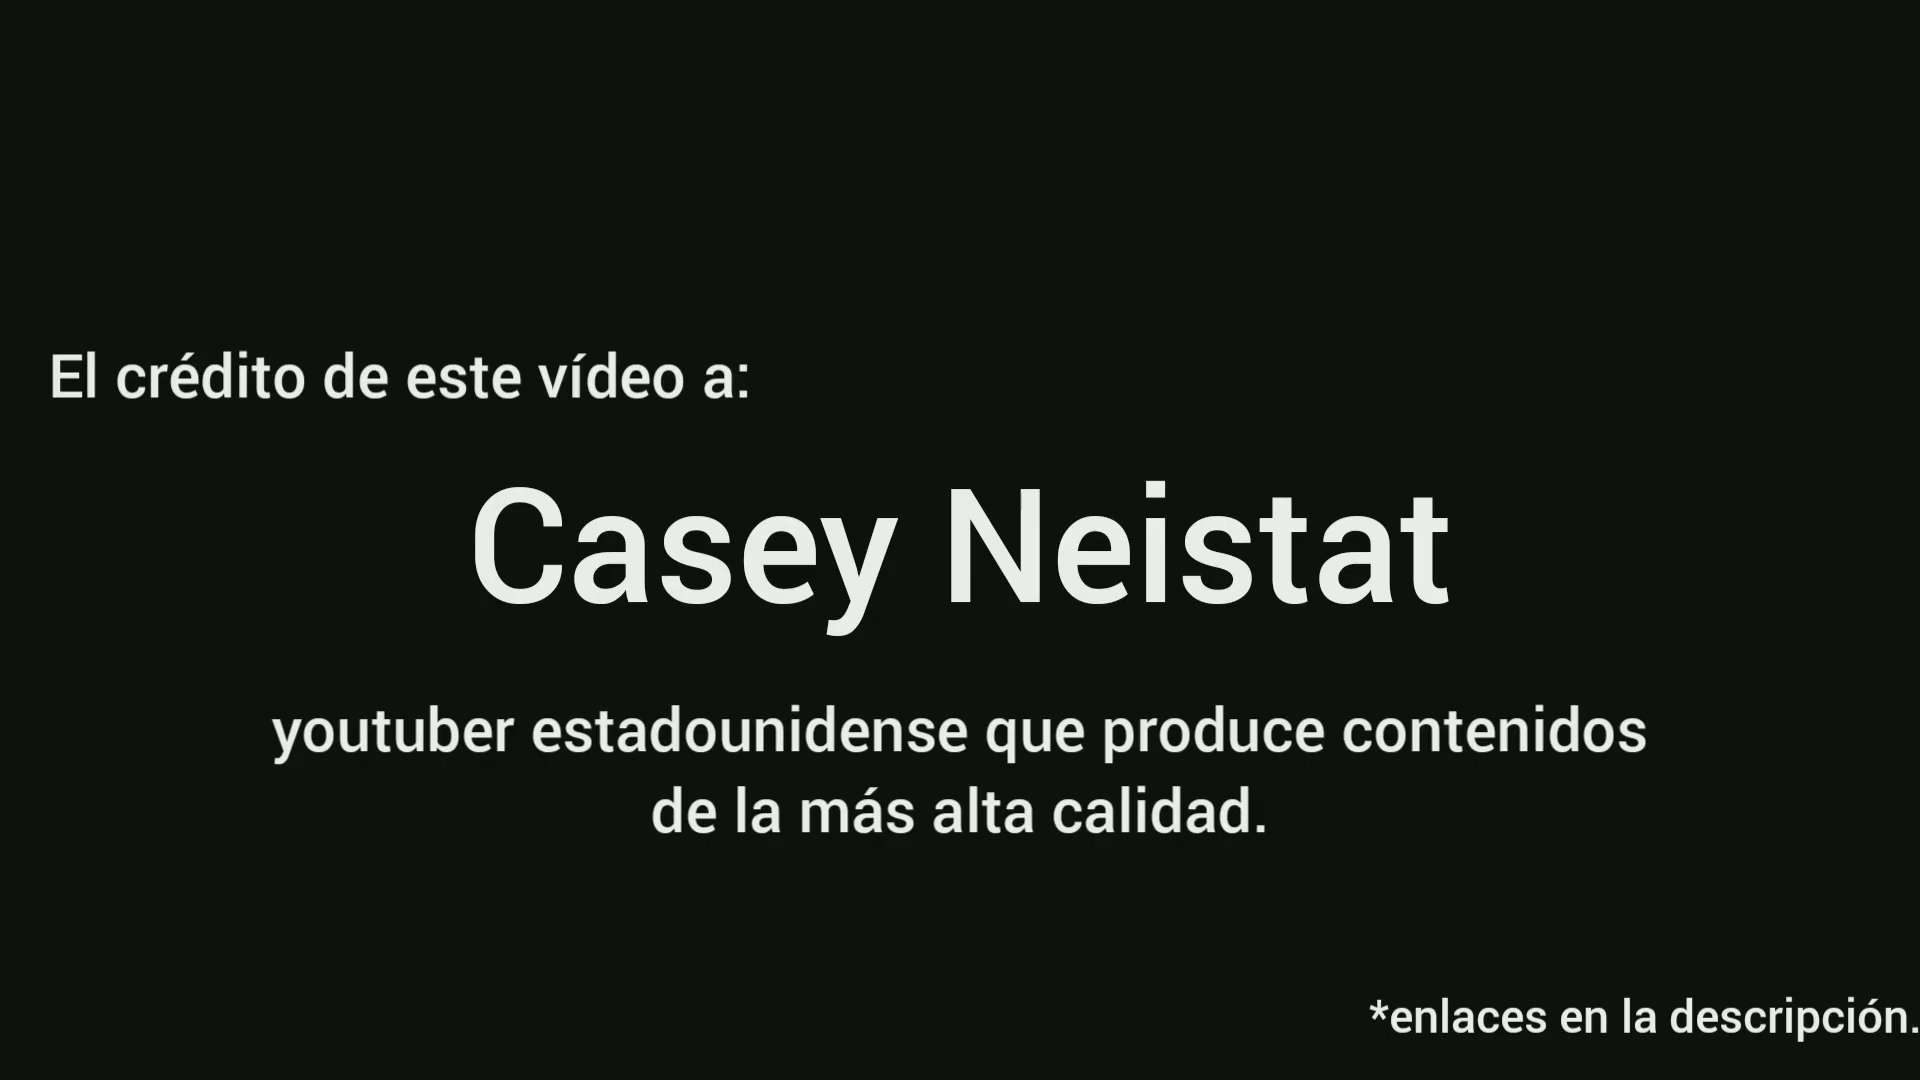 El crédito de este vídeo a:
Casey Neistat
youtuber estadounidense que produce contenidos
de la más alta calidad.
*enlaces en la descripción.